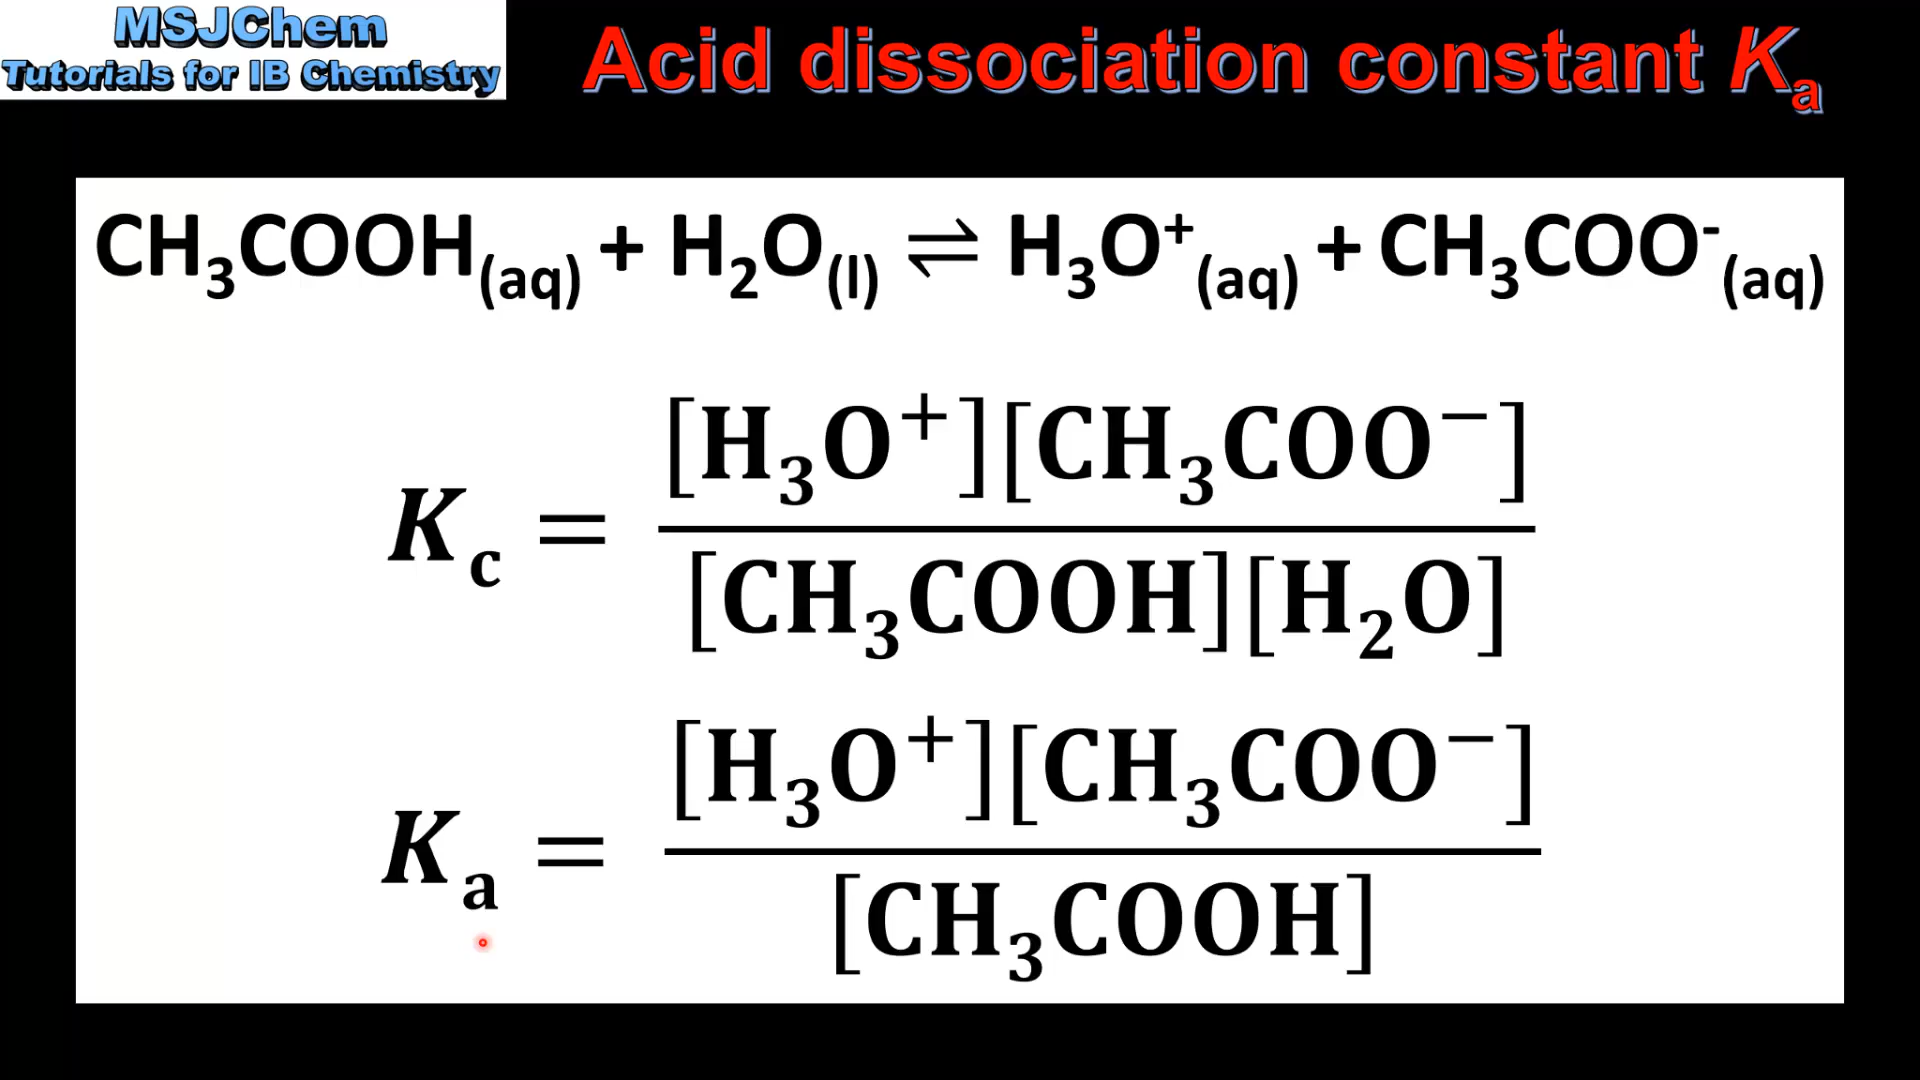 MSJChem
Tutorials for IB Chemistry
Acid dissociation constant Kₐ
CH₃COOH₍aq₎ + H₂O₍l₎ ⇌ H₃O⁺₍aq₎ + CH₃COO⁻₍aq₎
K_c = [H₃O⁺][CH₃COO⁻] / [CH₃COOH][H₂O]
Kₐ = [H₃O⁺][CH₃COO⁻] / [CH₃COOH]